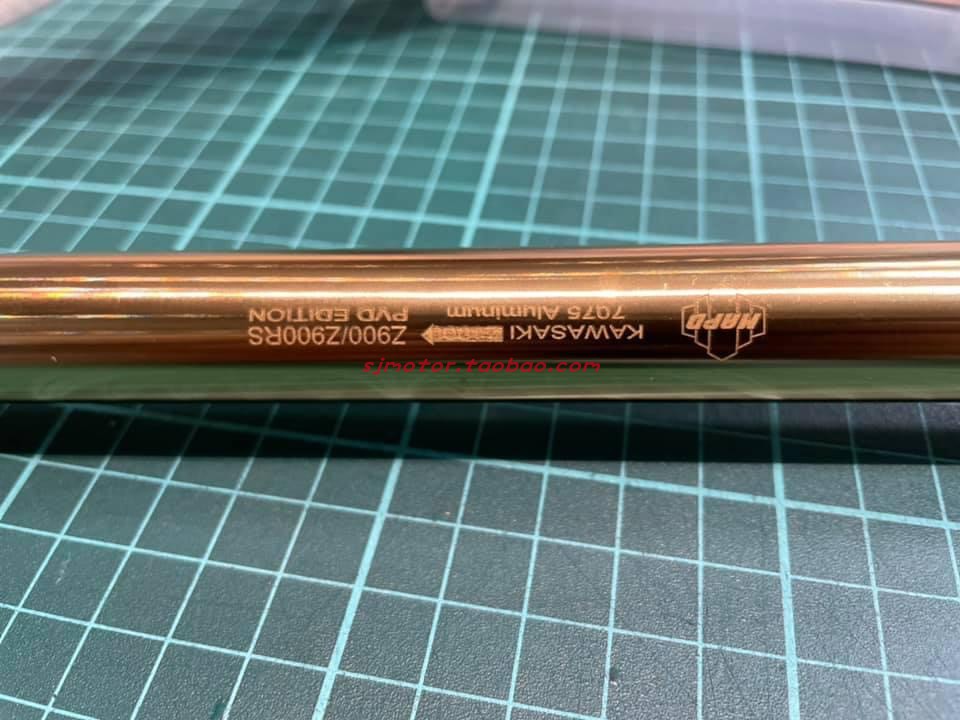 HARD
KAWASAKI
7075 Aluminum
Z900/Z900RS
PVD EDITION
sjmotor.taobao.com